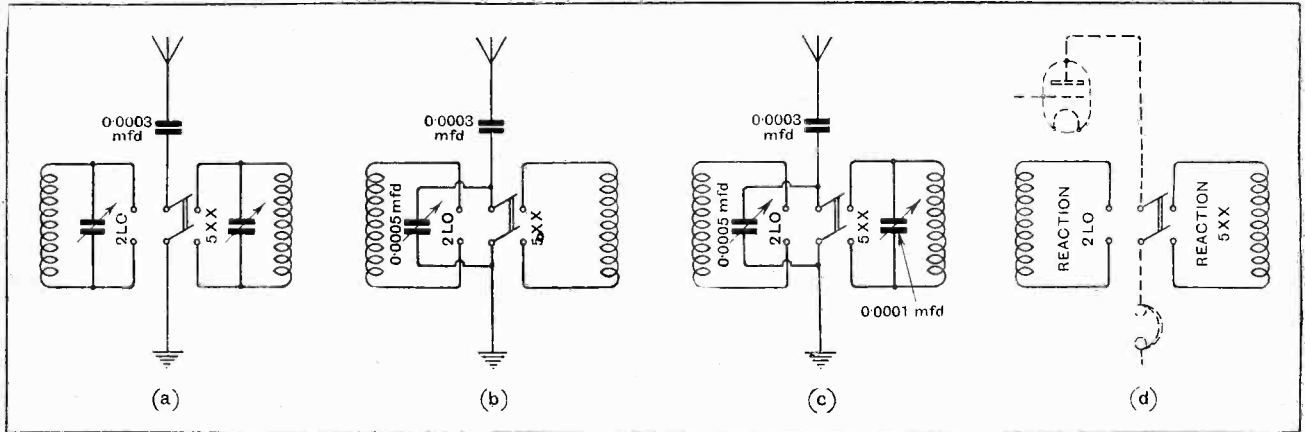 0·0003
mfd
2LO
5XX
(a)
0·0003
mfd
0·0005 mfd
2LO
5XX
(b)
0·0003
mfd
0·0005 mfd
2LO
5XX
0·0001 mfd
(c)
REACTION
2LO
REACTION
5XX
(d)